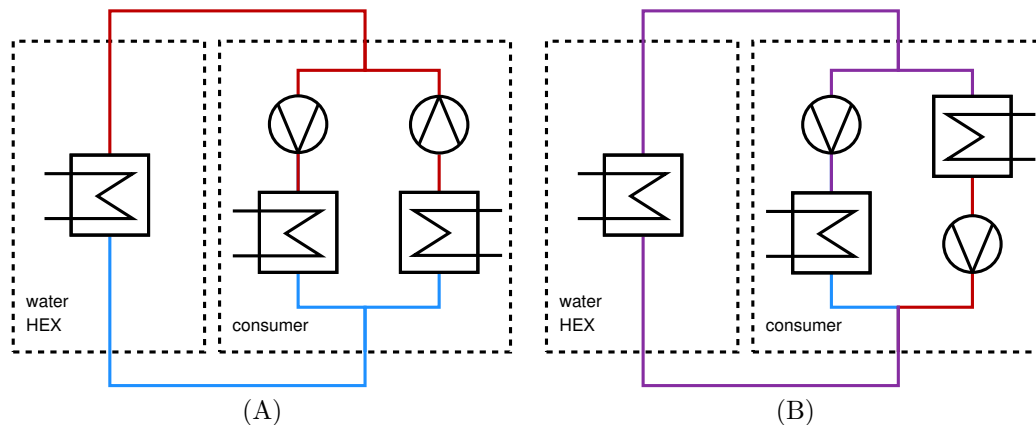 water
HEX
consumer
water
HEX
consumer
(A)
(B)